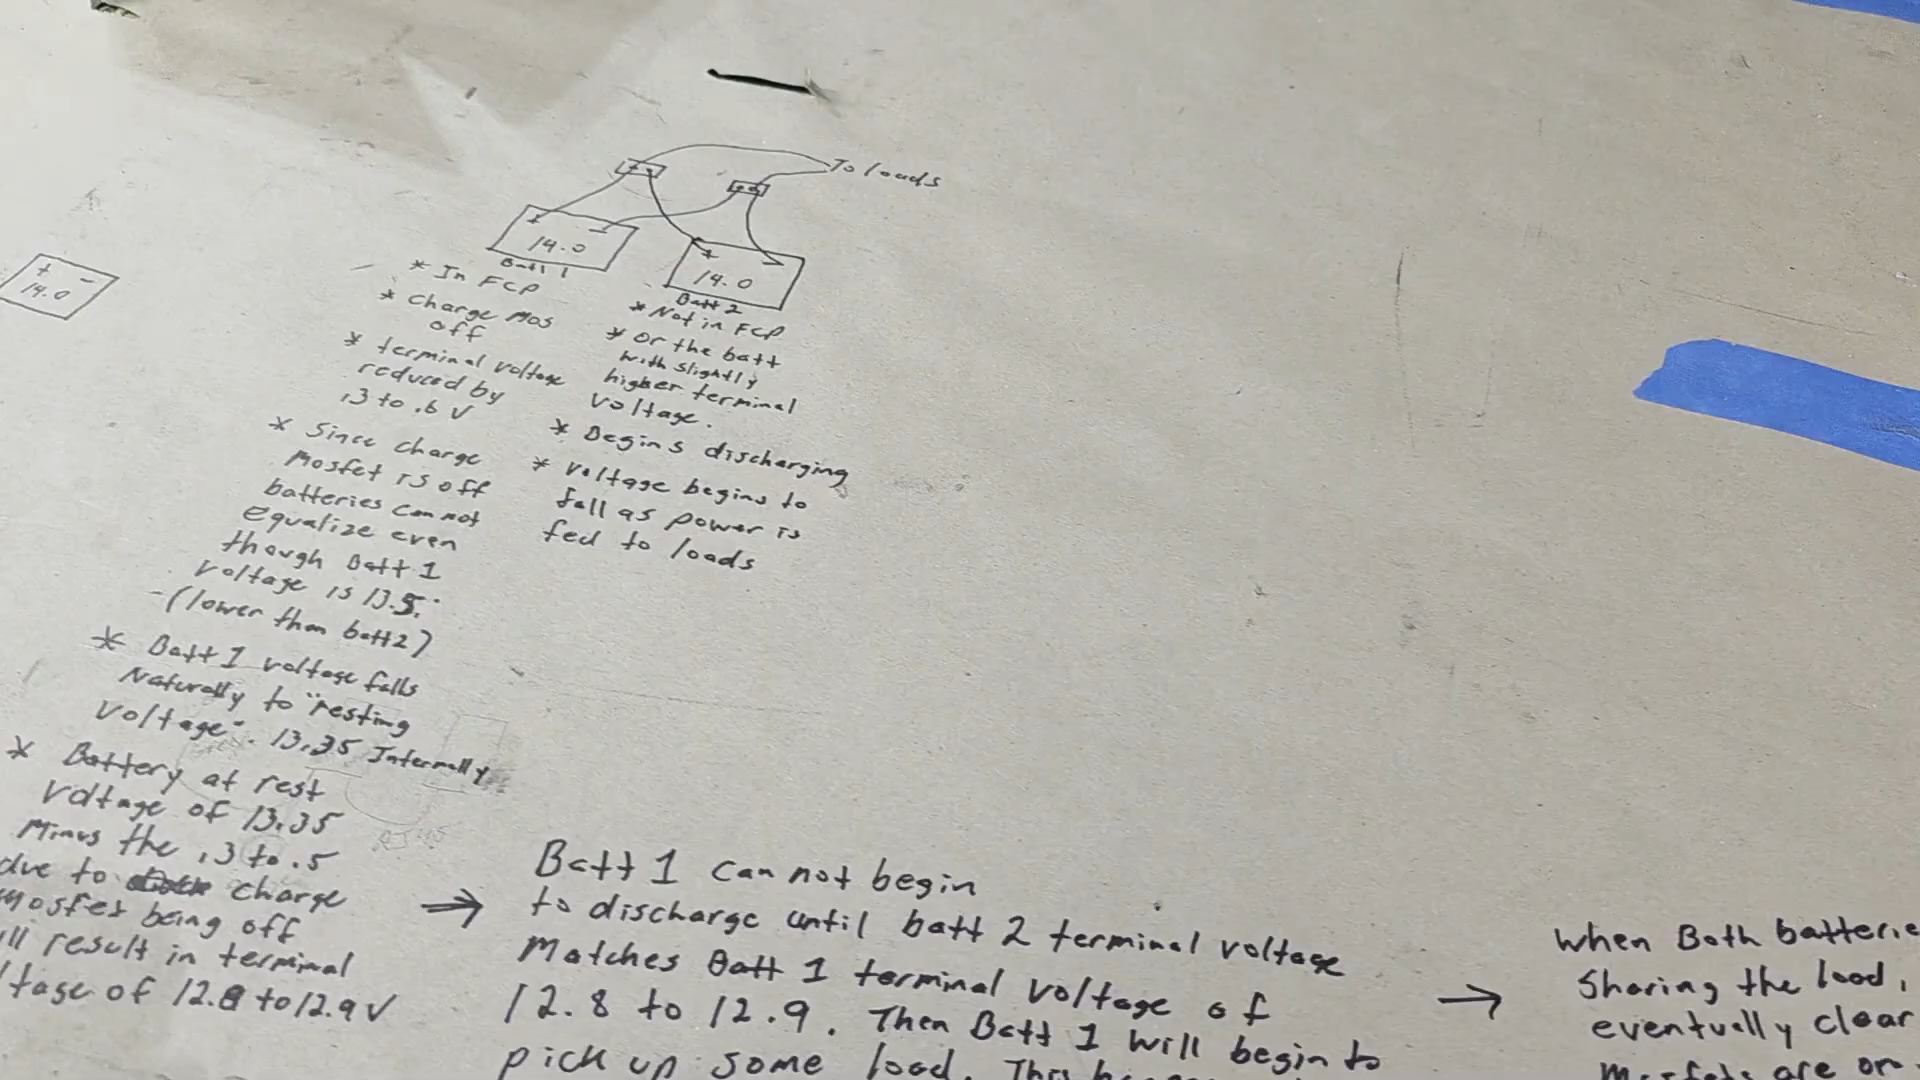 To loads
+ -
14.0
Batt 1
+ -
14.0
Batt 2
+ -
14.0
* In FCP
* Charge Mos
off
* terminal voltage
reduced by
.3 to .6 V
* Since charge
Mosfet is off
batteries can not
equalize even
though Batt 1
voltage is 13.5.
- (lower than batt 2)
* Batt 1 voltage falls
Naturally to "resting
Voltage". 13.35 Internally
* Battery at rest
Voltage of 13.35
Minus the .3 to .5
due to charge
Mosfet being off
ill result in terminal
ltage of 12.8 to 12.9 V
* Not in FCP
* Or the batt
with slightly
higher terminal
Voltage.
* Begins discharging
* Voltage begins to
fall as power is
fed to loads
→ Batt 1 can not begin
to discharge until batt 2 terminal voltage
Matches Batt 1 terminal voltage of
12.8 to 12.9. Then Batt 1 will begin to
pick up some load. This
→ When Both batterie
Sharing the load,
eventually clear
are on